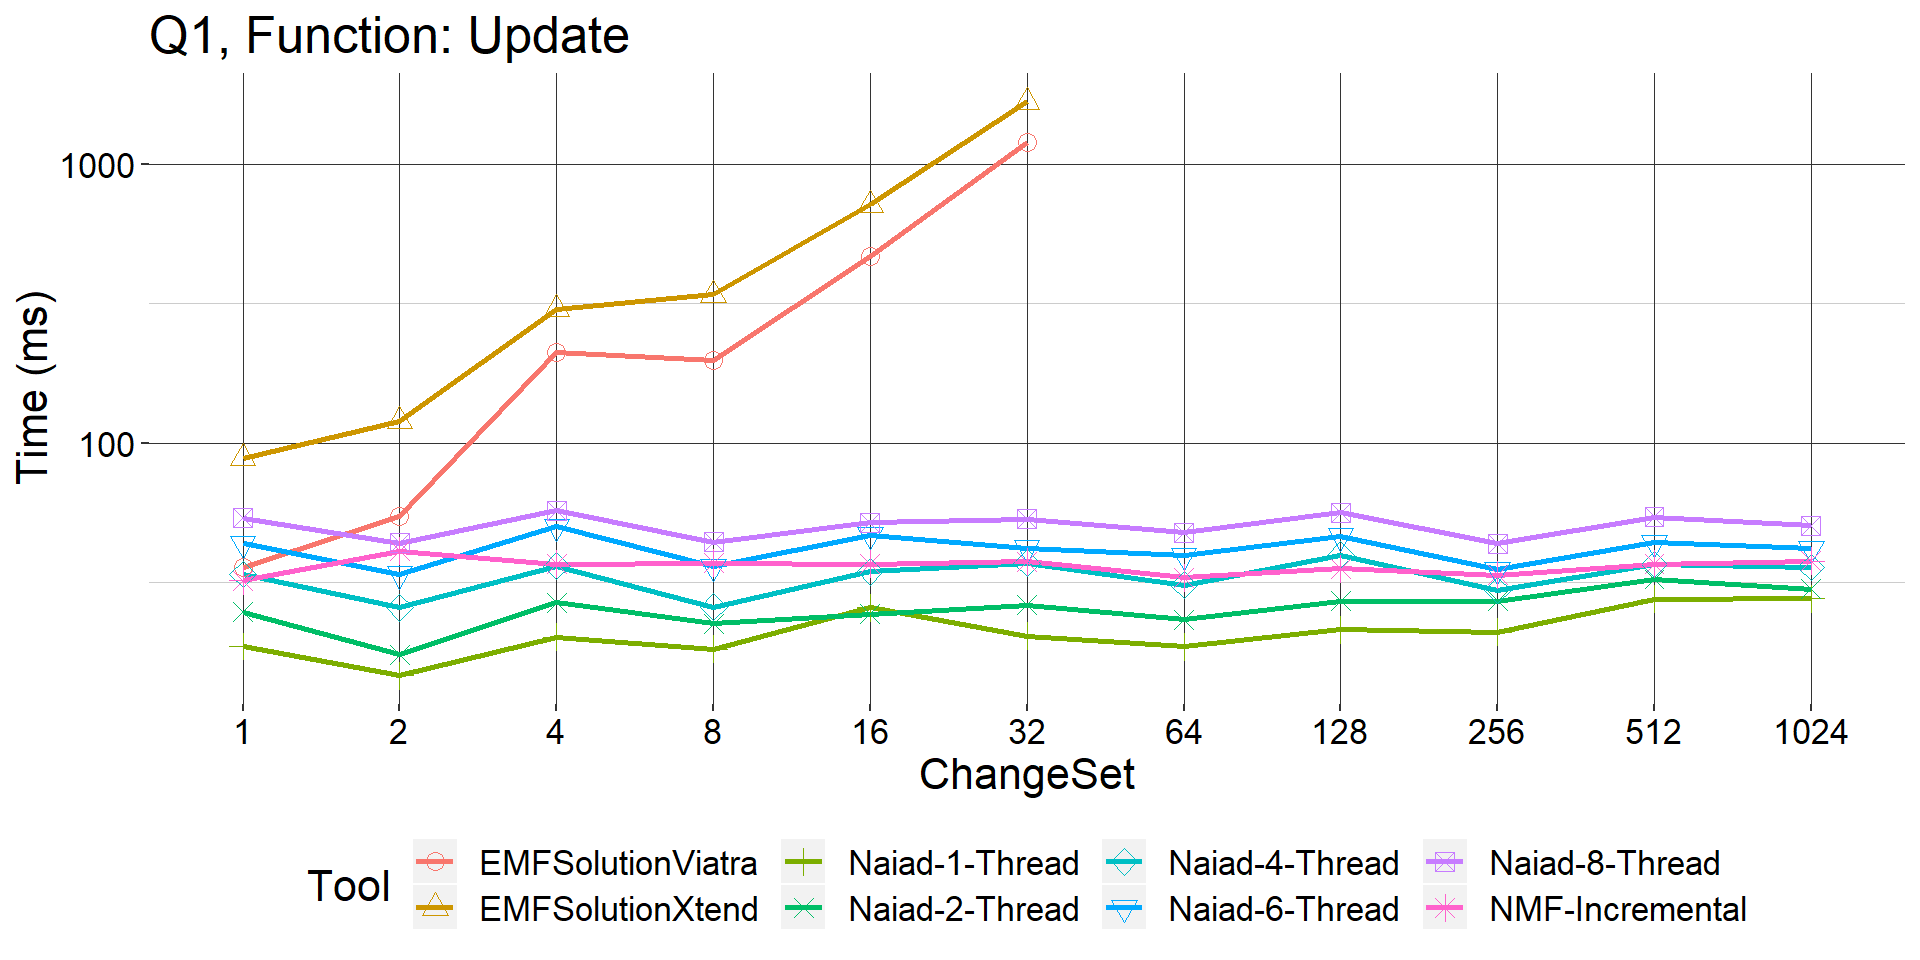 Q1, Function: Update
Time (ms)
1000
100
1 2 4 8 16 32 64 128 256 512 1024
ChangeSet
Tool
EMFSolutionViatra Naiad-1-Thread Naiad-4-Thread Naiad-8-Thread
EMFSolutionXtend Naiad-2-Thread Naiad-6-Thread NMF-Incremental